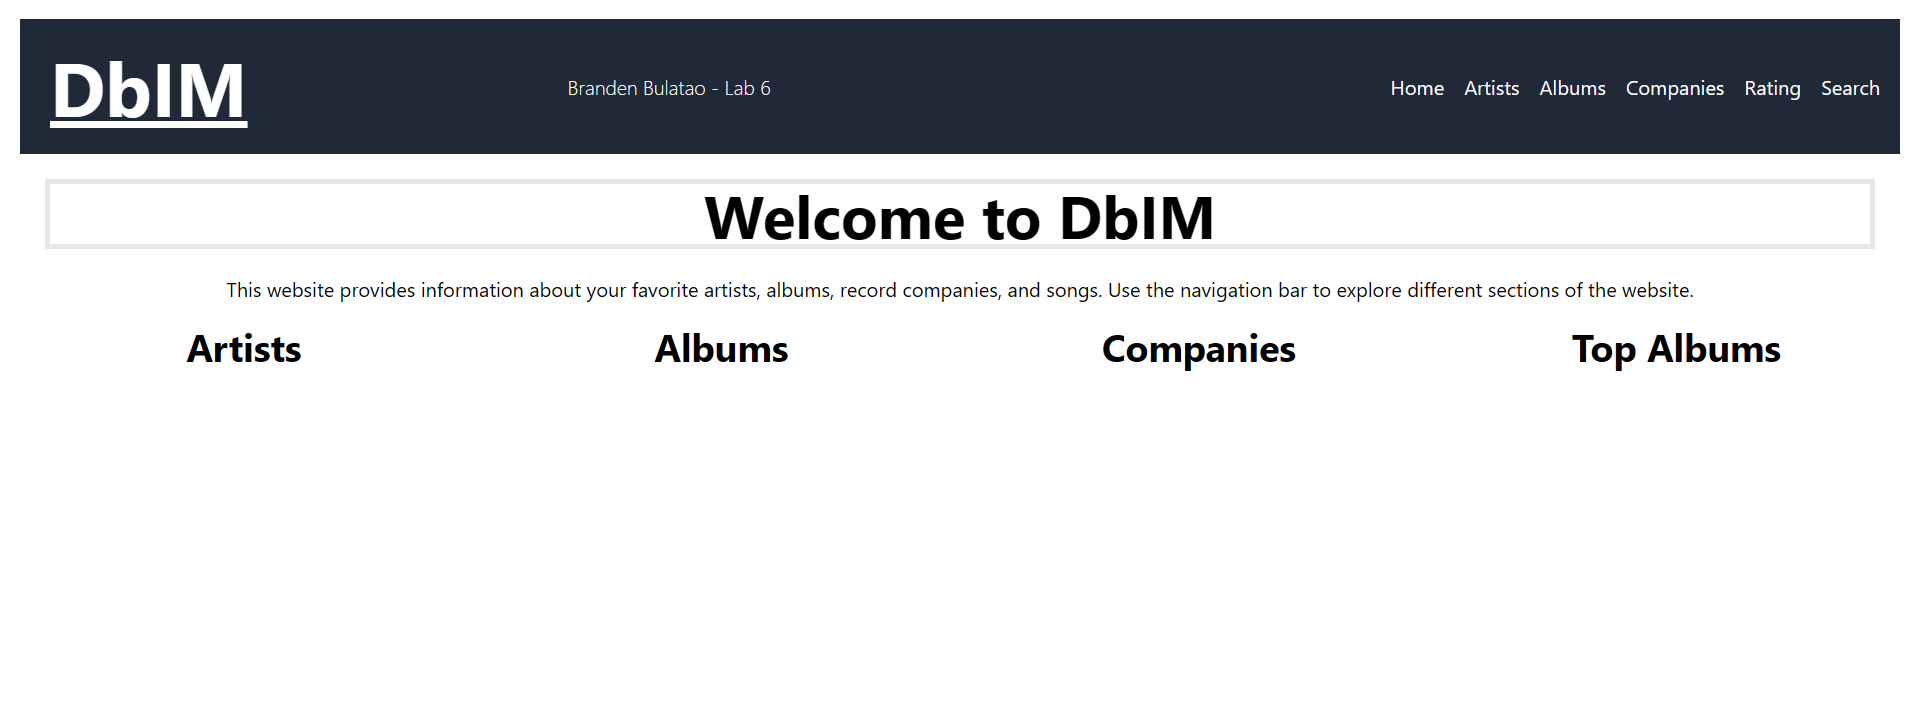 DbIM
Branden Bulatao - Lab 6
Home Artists Albums Companies Rating Search
Welcome to DbIM
This website provides information about your favorite artists, albums, record companies, and songs. Use the navigation bar to explore different sections of the website.
Artists Albums Companies Top Albums